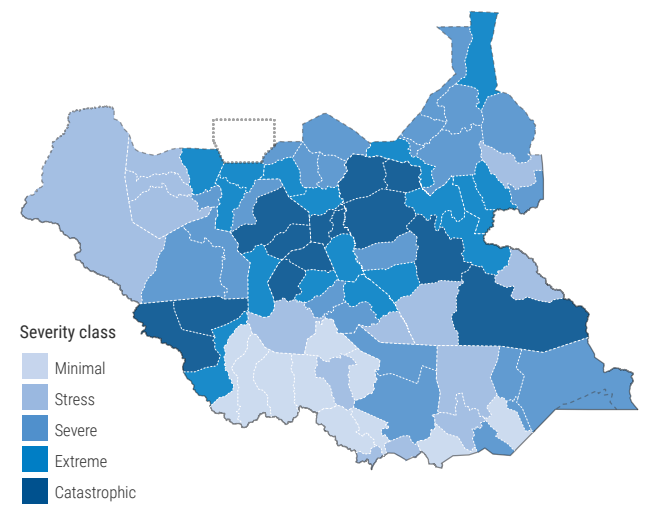 Severity class
Minimal
Stress
Severe
Extreme
Catastrophic